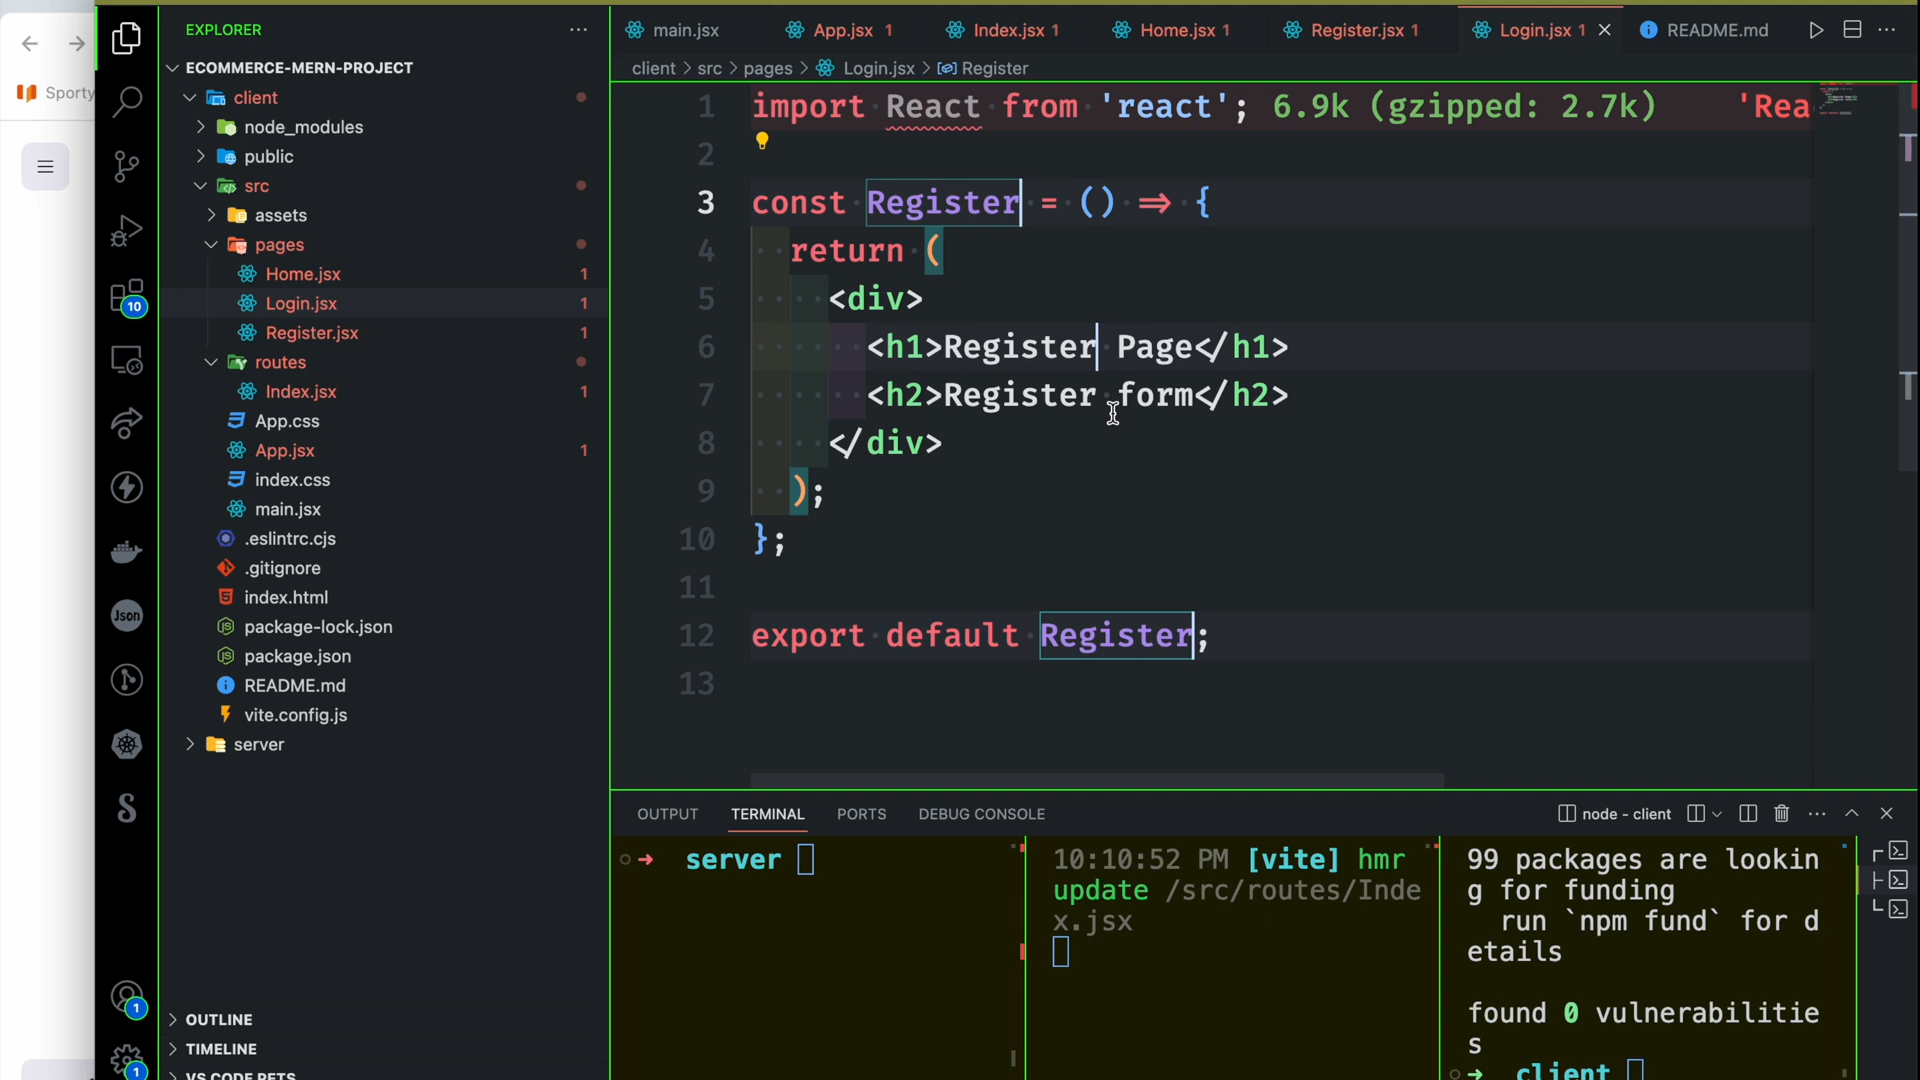 Sporty
EXPLORER
ECOMMERCE-MERN-PROJECT
client
node_modules
public
src
assets
pages
Home.jsx 1
Login.jsx 1
Register.jsx 1
routes
Index.jsx 1
App.css
App.jsx 1
index.css
main.jsx
.eslintrc.cjs
.gitignore
index.html
package-lock.json
package.json
README.md
vite.config.js
server
OUTLINE
TIMELINE
VS CODE PETS
10
Json
1
1
main.jsx
App.jsx 1
Index.jsx 1
Home.jsx 1
Register.jsx 1
Login.jsx 1
README.md
client > src > pages > Login.jsx > Register
1 import React from 'react'; 6.9k (gzipped: 2.7k) 'Rea
2
3 const Register = () => {
4 return (
5 <div>
6 <h1>Register Page</h1>
7 <h2>Register form</h2>
8 </div>
9 );
10 };
11
12 export default Register;
13
OUTPUT TERMINAL PORTS DEBUG CONSOLE
node - client
→ server
10:10:52 PM [vite] hmr
update /src/routes/Inde
x.jsx
99 packages are lookin
g for funding
run `npm fund` for d
etails
found 0 vulnerabilitie
s
→ client